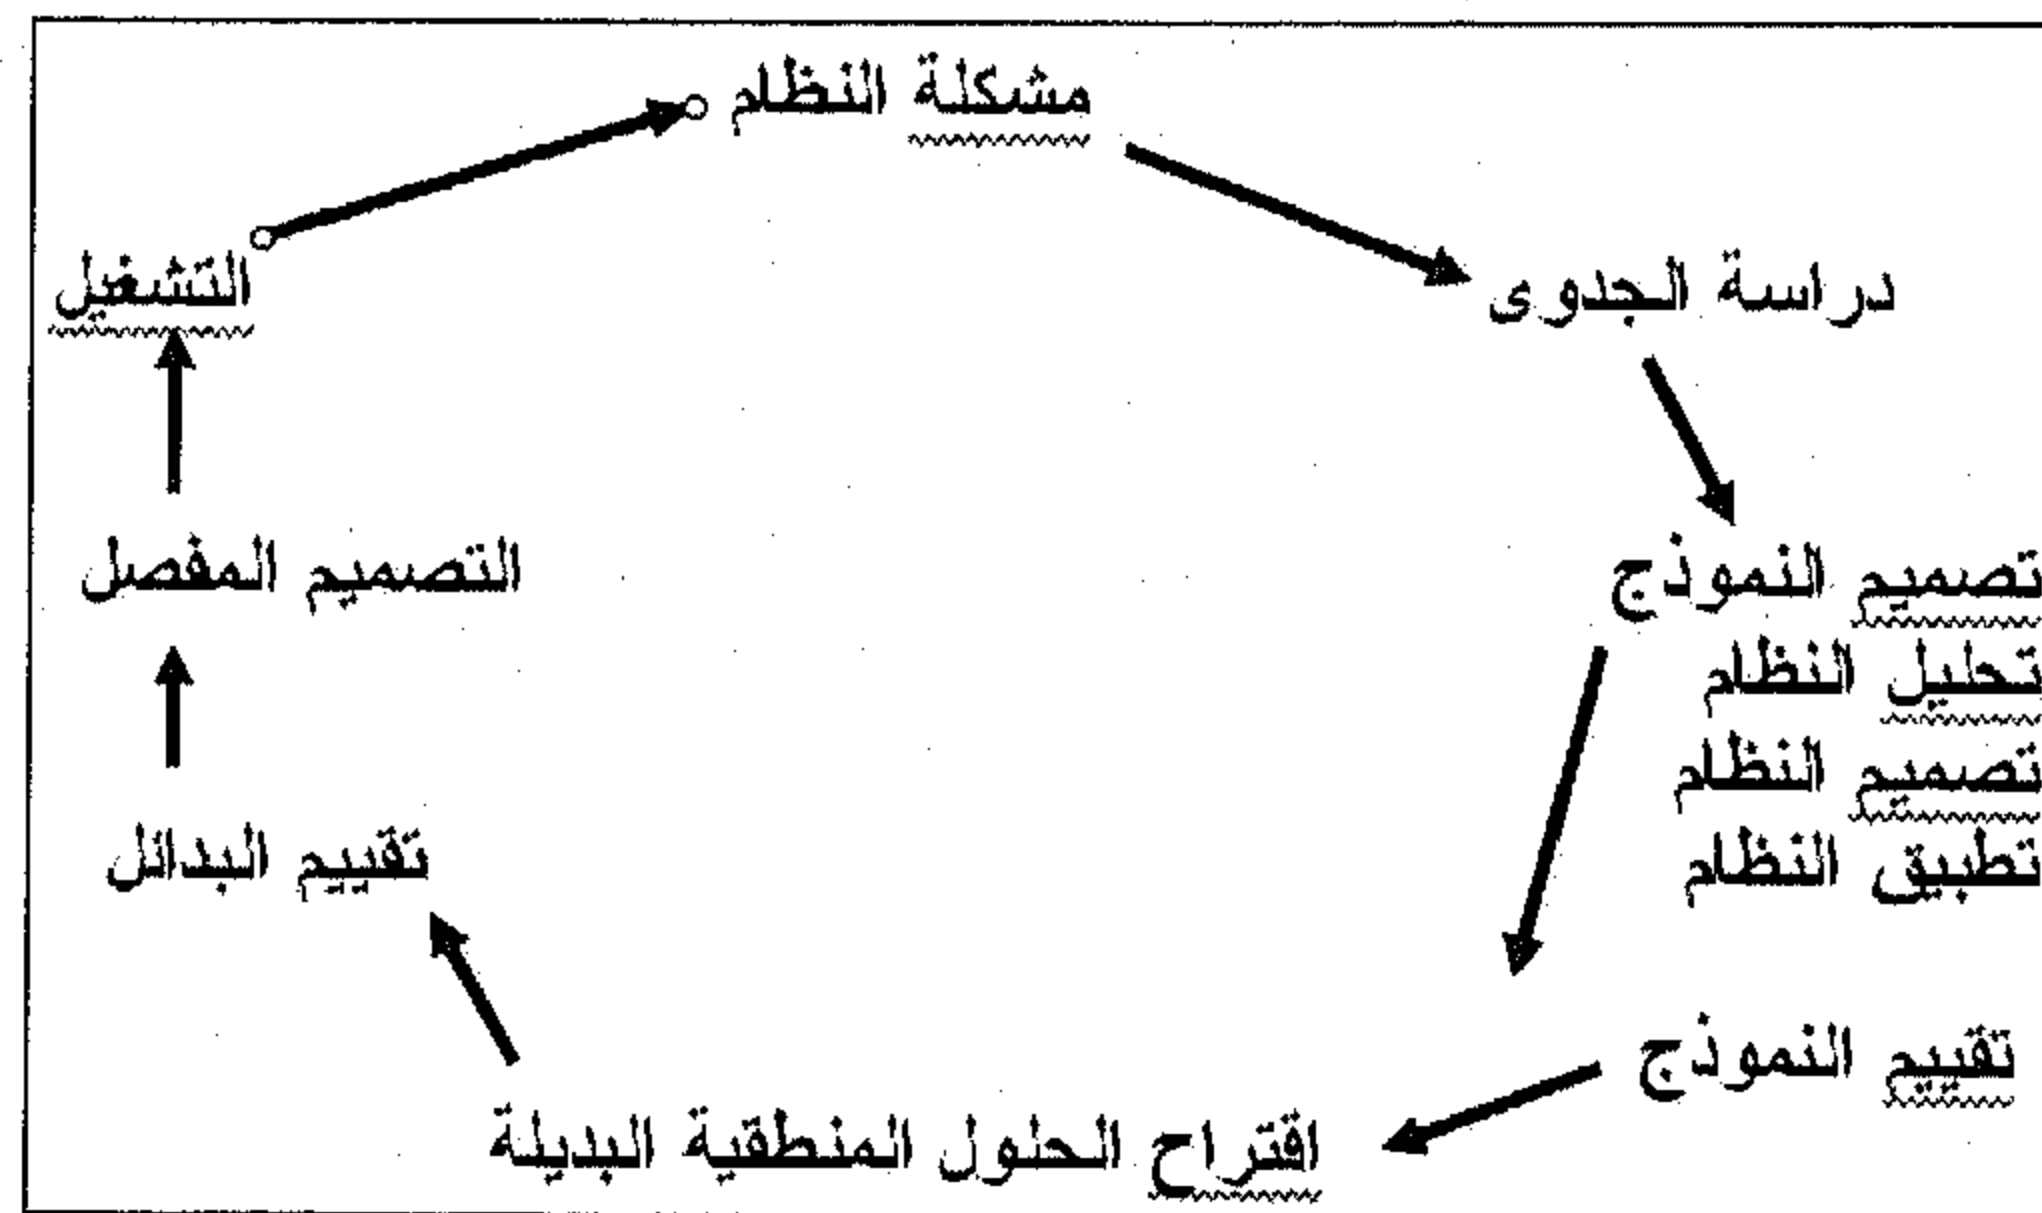 مشكلة النظام
دراسة الجدوى
تصميم النموذج
تحليل النظام
تصميم النظام
تطبيق النظام
تقييم النموذج
اقتراح الحلول المنطقية البديلة
تقييم البدائل
التصميم المفصل
التشغيل